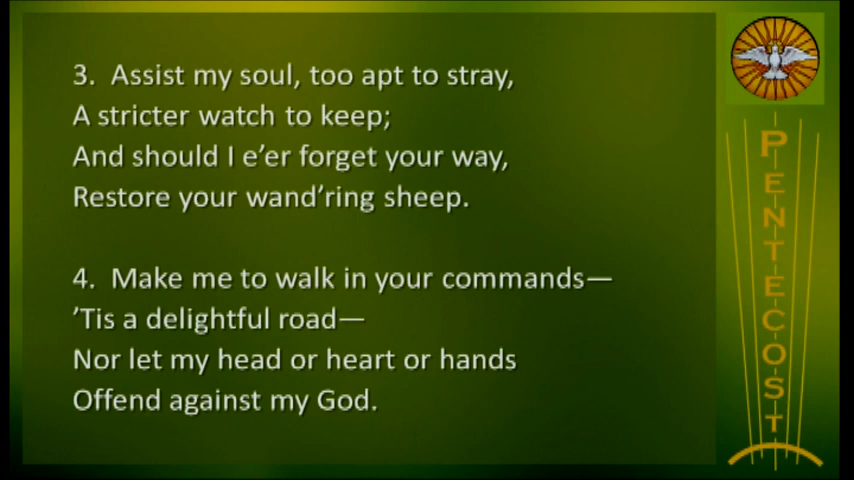 3. Assist my soul, too apt to stray,
A stricter watch to keep;
And should I e’er forget your way,
Restore your wand’ring sheep.
4. Make me to walk in your commands—
’Tis a delightful road—
Nor let my head or heart or hands
Offend against my God.
PENTECOST